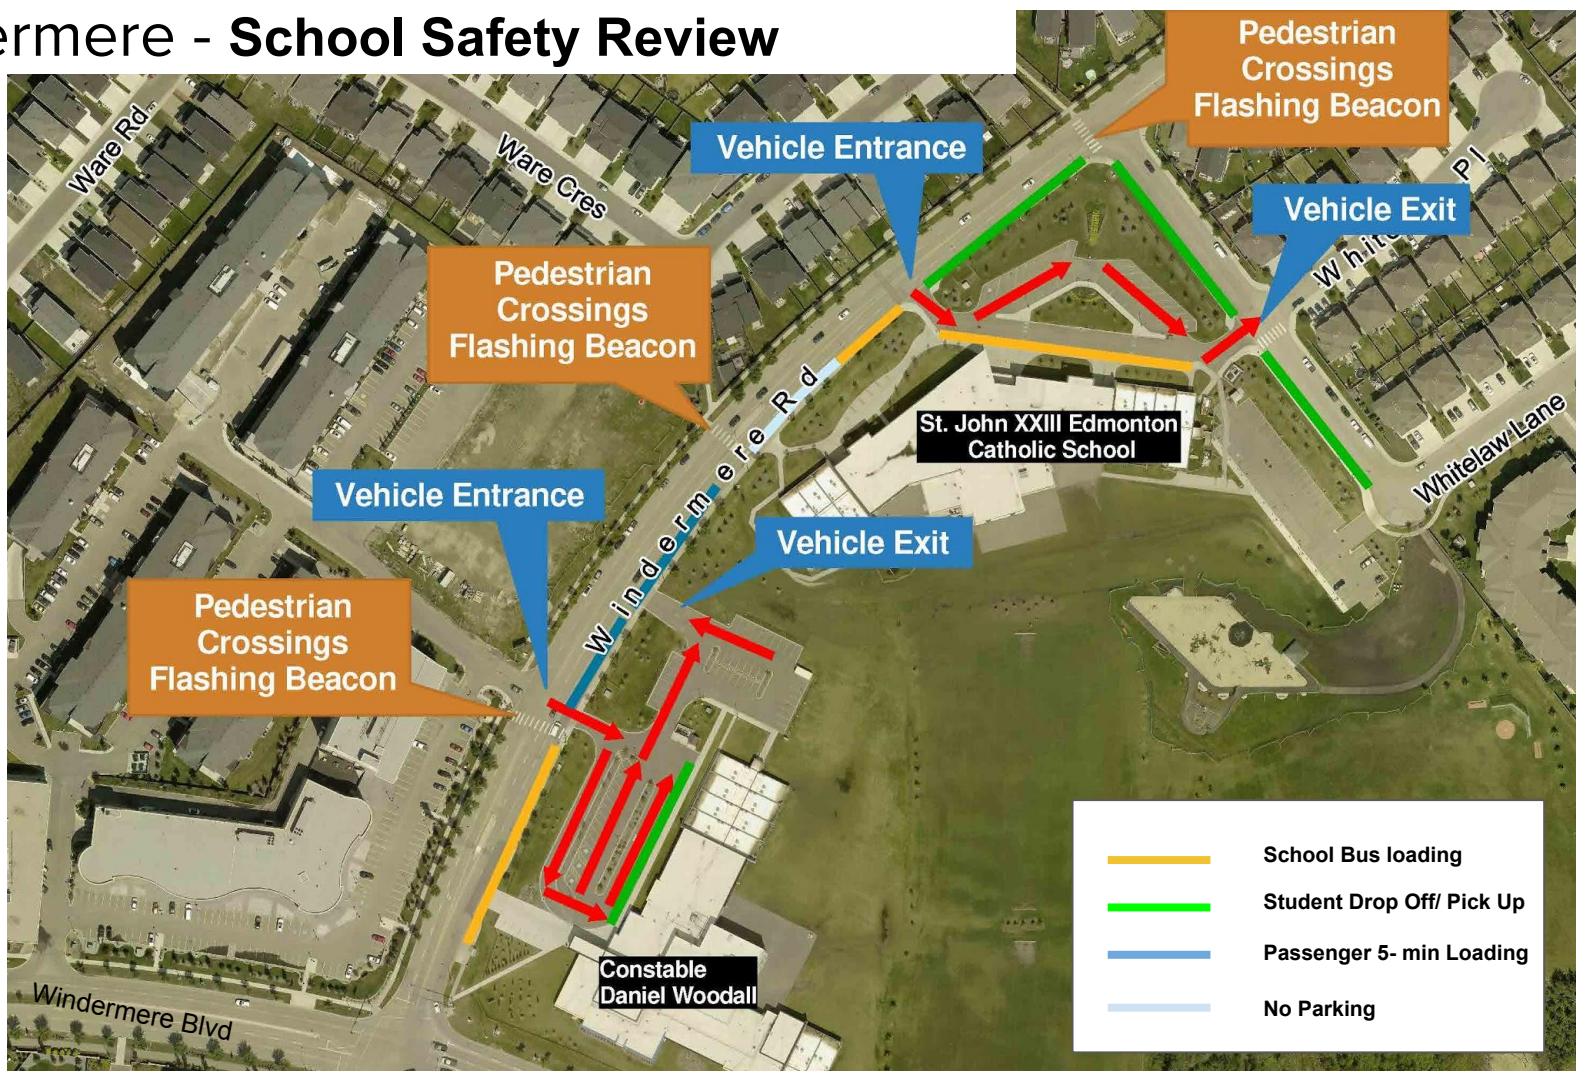 ermere - School Safety Review
Pedestrian
Crossings
Flashing Beacon
Vehicle Entrance
Vehicle Exit
Ware Rd
Ware Cres
Pl
Pedestrian
Crossings
Flashing Beacon
Windermere Rd
St. John XXIII Edmonton
Catholic School
Whitelaw Lane
Vehicle Entrance
Vehicle Exit
Pedestrian
Crossings
Flashing Beacon
School Bus loading
Student Drop Off/ Pick Up
Passenger 5- min Loading
No Parking
Constable
Daniel Woodall
Windermere Blvd